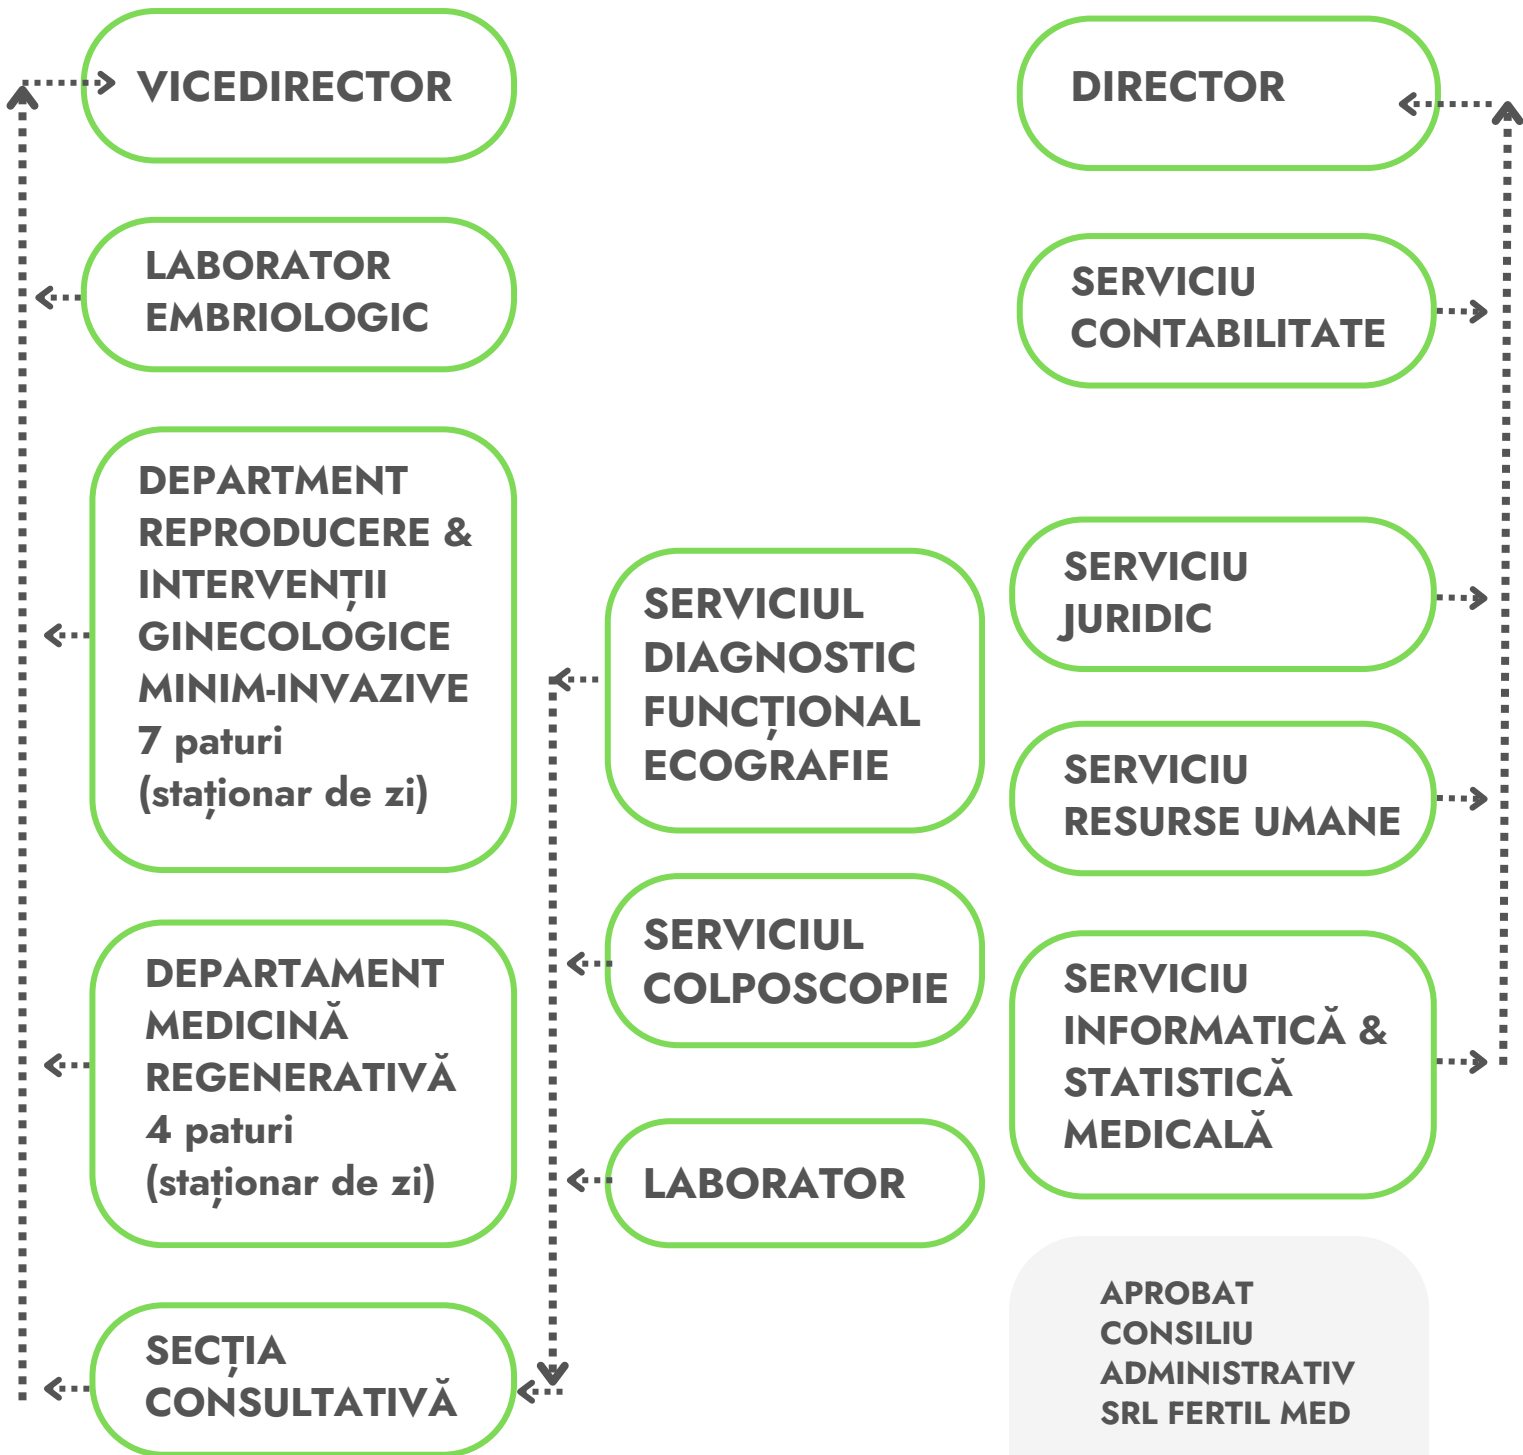 VICEDIRECTOR
LABORATOR
EMBRIOLOGIC
DEPARTMENT
REPRODUCERE &
INTERVENȚII
GINECOLOGICE
MINIM-INVAZIVE
7 paturi
(staționar de zi)
DEPARTAMENT
MEDICINĂ
REGENERATIVĂ
4 paturi
(staționar de zi)
SECȚIA
CONSULTATIVĂ
SERVICIUL
DIAGNOSTIC
FUNCȚIONAL
ECOGRAFIE
SERVICIUL
COLPOSCOPIE
LABORATOR
DIRECTOR
SERVICIU
CONTABILITATE
SERVICIU
JURIDIC
SERVICIU
RESURSE UMANE
SERVICIU
INFORMATICĂ &
STATISTICĂ
MEDICALĂ
APROBAT
CONSILIU
ADMINISTRATIV
SRL FERTIL MED